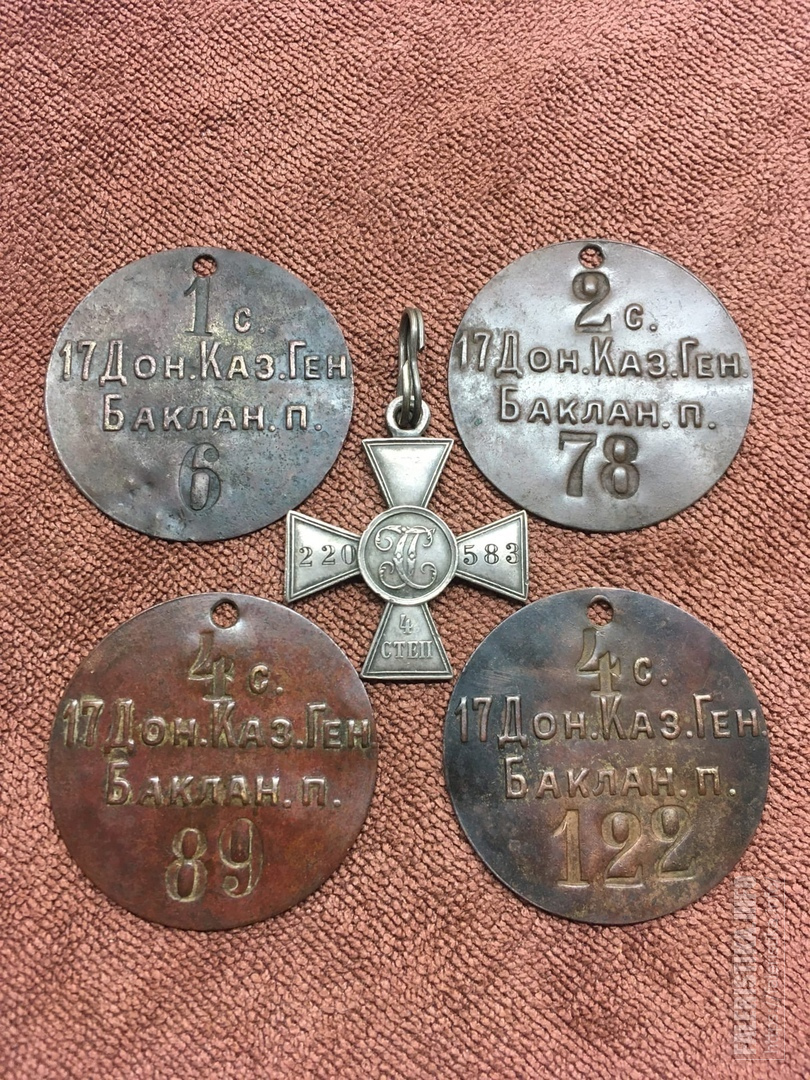 1 с.
17 Дон.Каз.Ген
Баклан.п.
6
2 с.
17 Дон.Каз.Ген.
Баклан.п.
78
220 583
4
СТЕП
4 с.
17 Дон.Каз.Ген
Баклан.п.
89
4 с.
17 Дон.Каз.Ген.
Баклан.п.
122